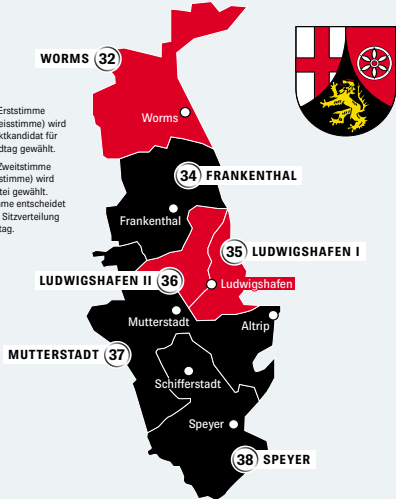 WORMS 32
Erststimme
eisstimme) wird
ktkandidat für
dtag gewählt.
Zweitstimme
stimme) wird
tei gewählt.
me entscheidet
Sitzverteilung
tag.
Worms
34 FRANKENTHAL
Frankenthal
35 LUDWIGSHAFEN I
LUDWIGSHAFEN II 36
Ludwigshafen
Mutterstadt
Altrip
MUTTERSTADT 37
Schifferstadt
Speyer
38 SPEYER